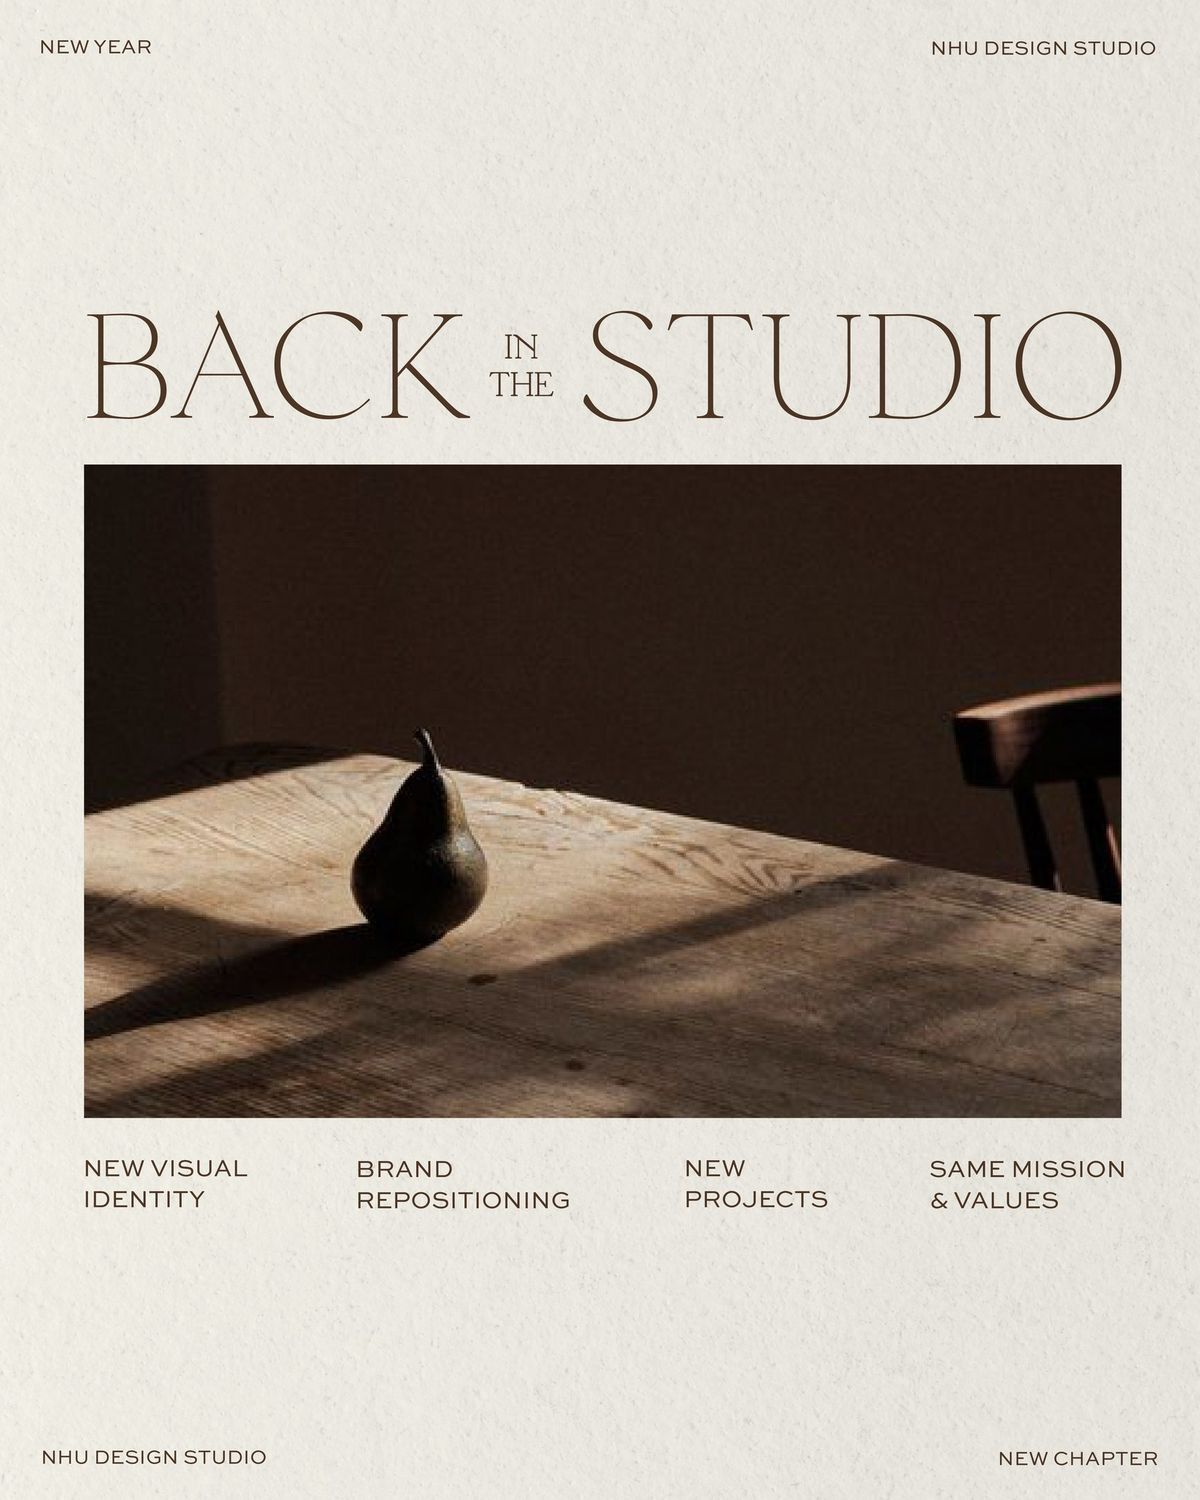 NEW YEAR
NHU DESIGN STUDIO
BACK IN THE STUDIO
NEW VISUAL
IDENTITY
BRAND
REPOSITIONING
NEW
PROJECTS
SAME MISSION
& VALUES
NHU DESIGN STUDIO
NEW CHAPTER